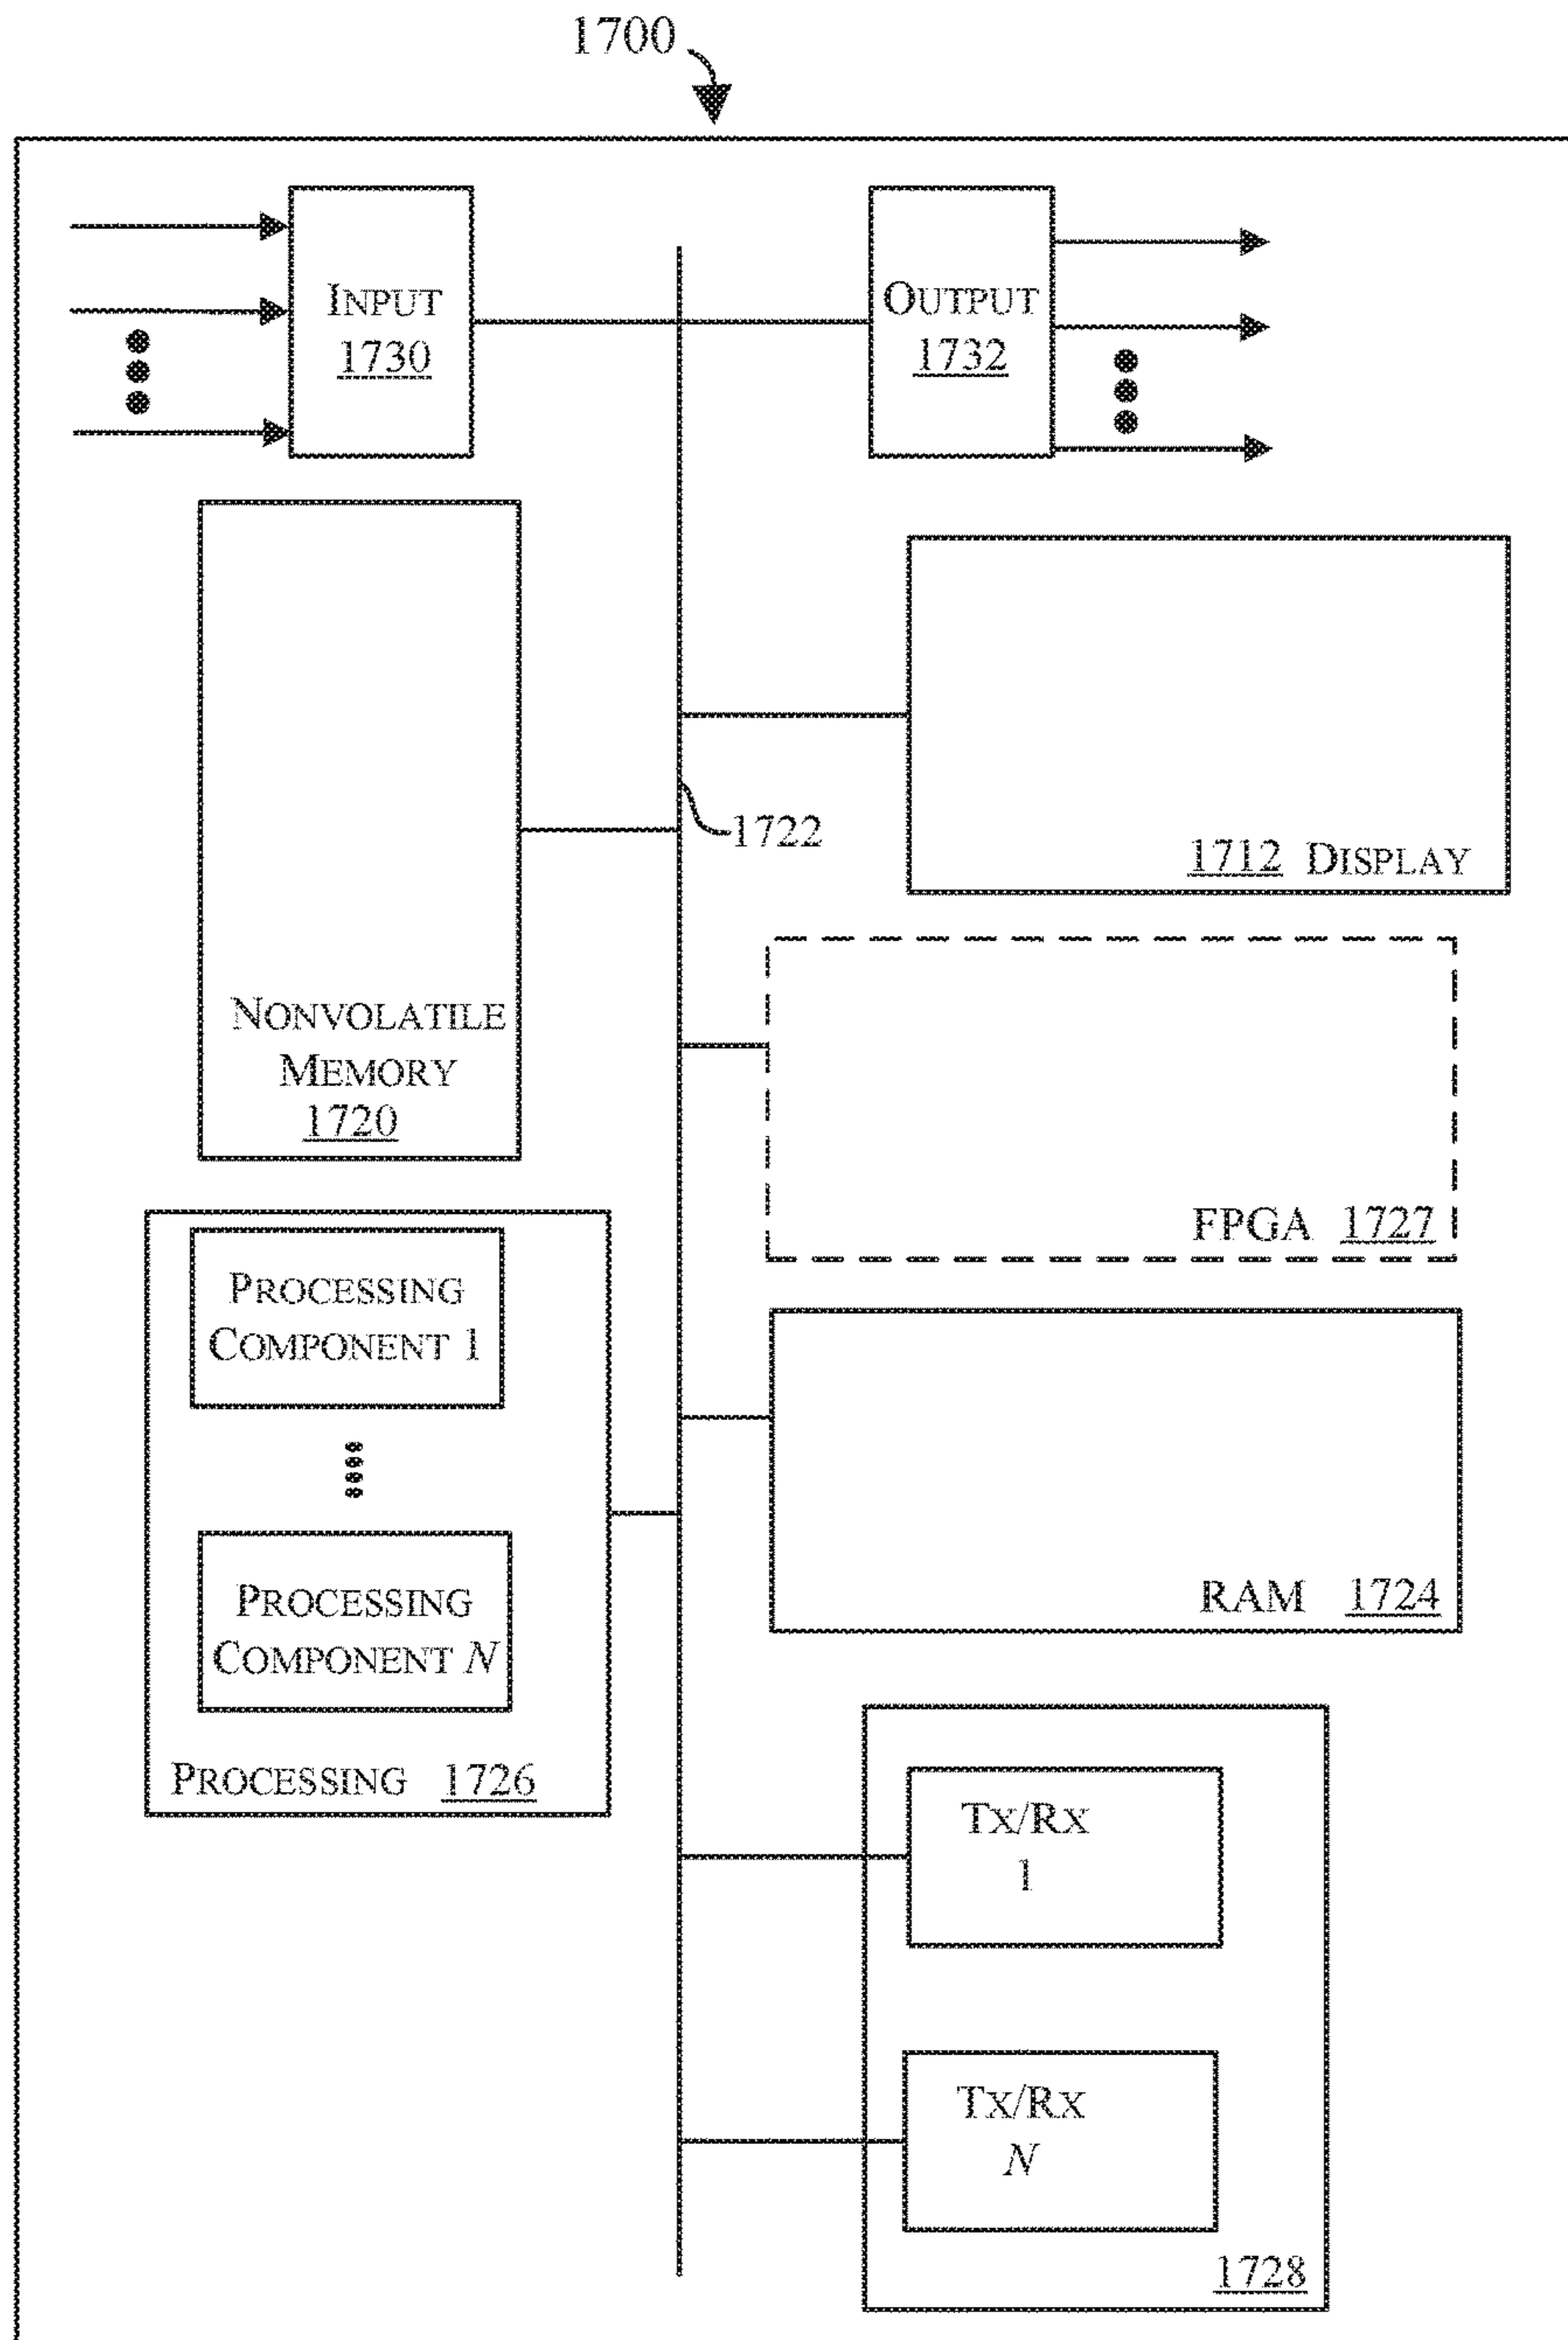 1700
INPUT
1730
OUTPUT
1732
1722
1712 DISPLAY
NONVOLATILE
MEMORY
1720
FPGA 1727
PROCESSING
COMPONENT 1
RAM 1724
PROCESSING
COMPONENT N
PROCESSING 1726
TX/RX
1
TX/RX
N
1728